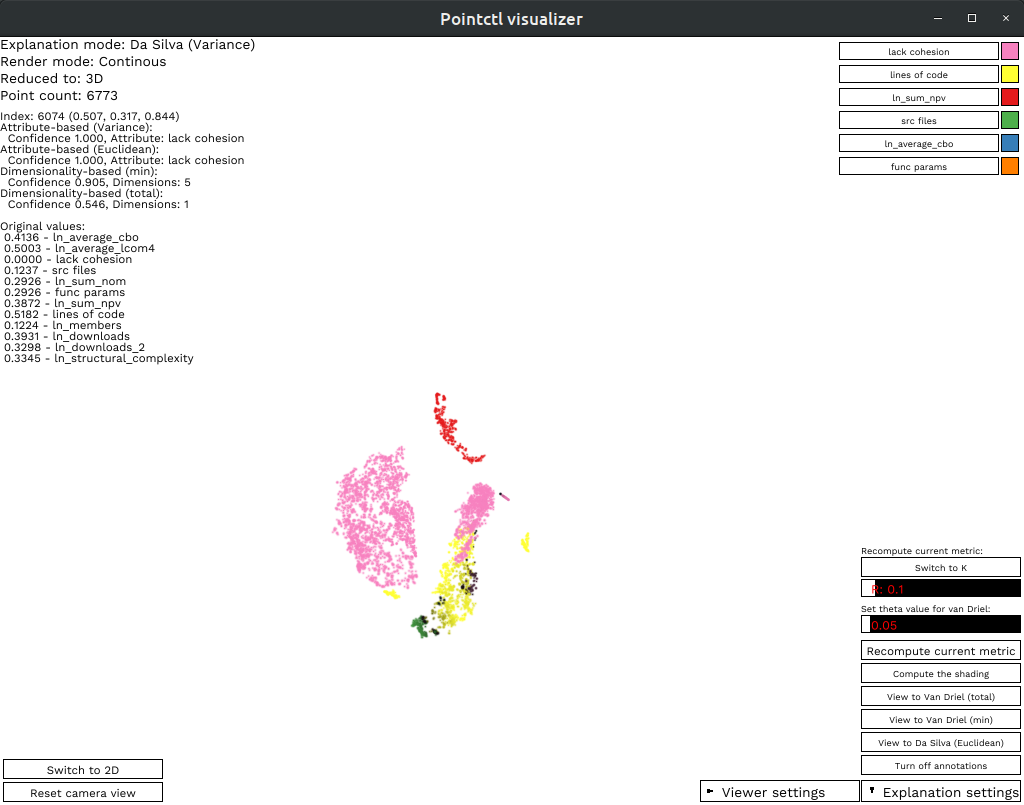 Pointctl visualizer
Explanation mode: Da Silva (Variance)
Render mode: Continous
Reduced to: 3D
Point count: 6773
Index: 6074 (0.507, 0.317, 0.844)
Attribute-based (Variance):
Confidence 1.000, Attribute: lack cohesion
Attribute-based (Euclidean):
Confidence 1.000, Attribute: lack cohesion
Dimensionality-based (min):
Confidence 0.905, Dimensions: 5
Dimensionality-based (total):
Confidence 0.546, Dimensions: 1
Original values:
0.4136 - ln_average_cbo
0.5003 - ln_average_lcom4
0.0000 - lack cohesion
0.1237 - src files
0.2926 - ln_sum_nom
0.2926 - func params
0.3872 - ln_sum_npv
0.5182 - lines of code
0.1224 - ln_members
0.3931 - ln_downloads
0.3298 - ln_downloads_2
0.3345 - ln_structural_complexity
lack cohesion
lines of code
ln_sum_npv
src files
ln_average_cbo
func params
Recompute current metric:
Switch to K
R: 0.1
Set theta value for van Driel:
0.05
Recompute current metric
Compute the shading
View to Van Driel (total)
View to Van Driel (min)
View to Da Silva (Euclidean)
Turn off annotations
Switch to 2D
Reset camera view
Viewer settings
Explanation settings